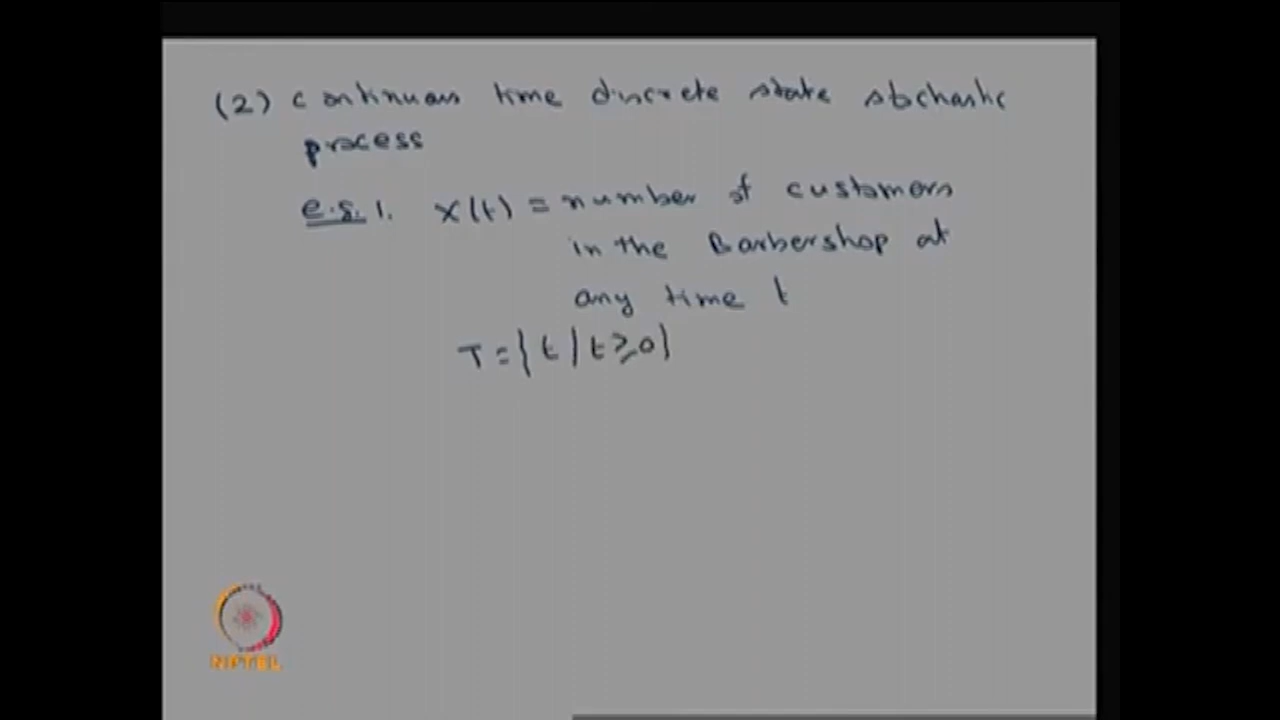 (2) continuous time discrete state stochastic
process
e.g. 1. X(t) = number of customers
in the Barbershop at
any time t
T = {t | t ≥ 0}
NPTEL